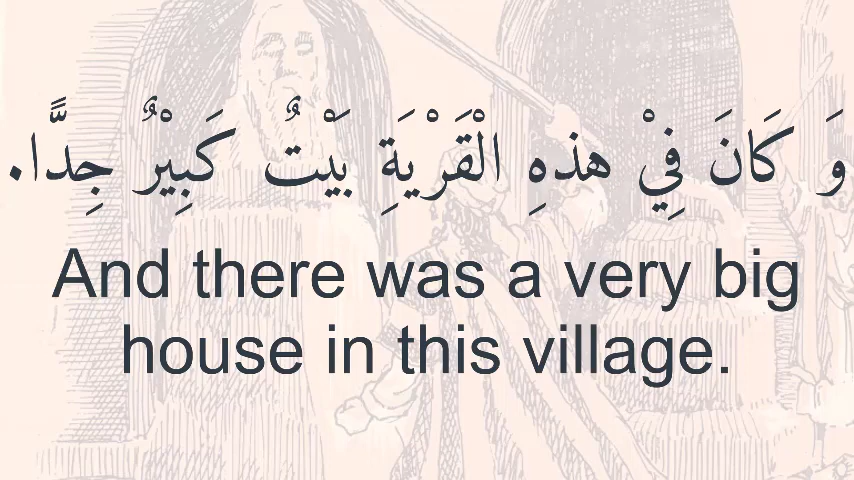 وَ كَانَ فِيْ هذهِ الْقَرْيَةِ بَيْتٌ كَبِيْرٌ جِدًّا.
And there was a very big
house in this village.